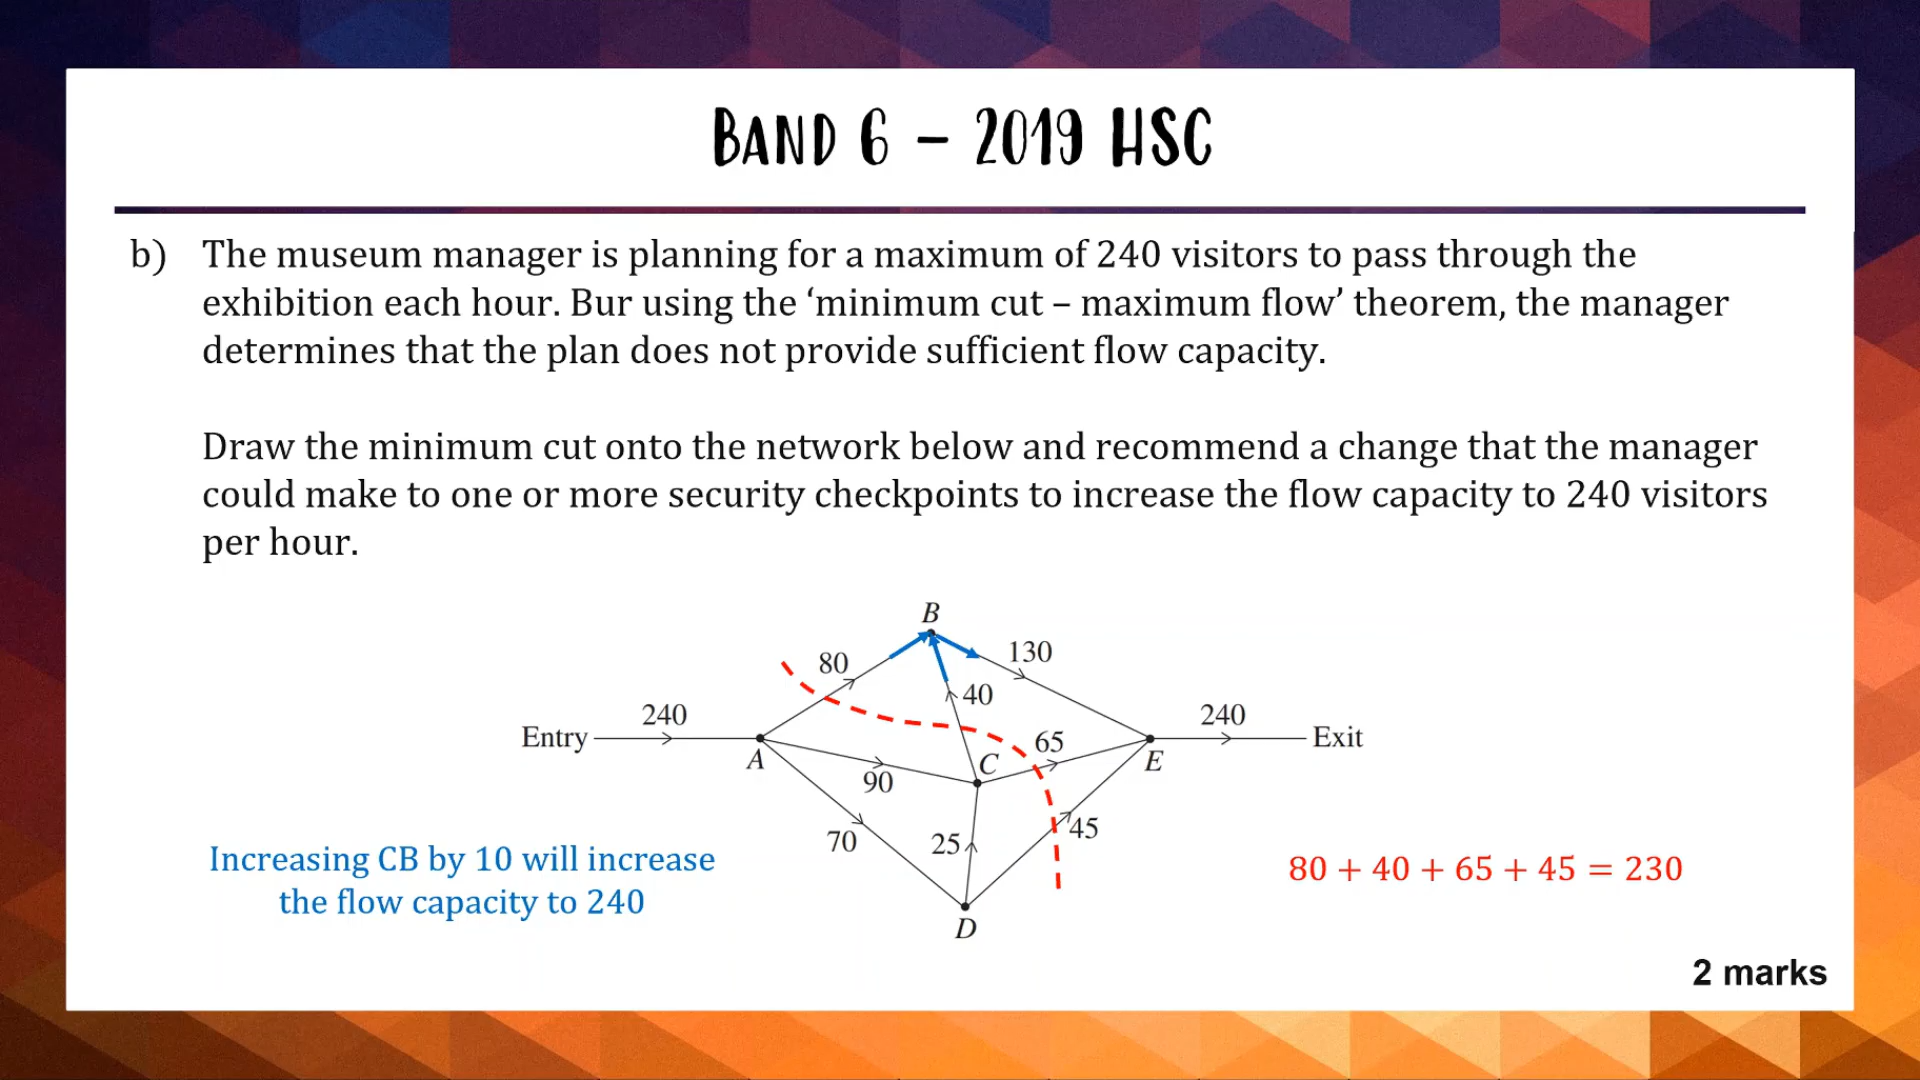 BAND 6 – 2019 HSC
b) The museum manager is planning for a maximum of 240 visitors to pass through the
exhibition each hour. Bur using the ‘minimum cut – maximum flow’ theorem, the manager
determines that the plan does not provide sufficient flow capacity.
Draw the minimum cut onto the network below and recommend a change that the manager
could make to one or more security checkpoints to increase the flow capacity to 240 visitors
per hour.
B
80
130
40
240
240
Entry
Exit
65
A
C
E
90
70
25
45
D
Increasing CB by 10 will increase
the flow capacity to 240
80 + 40 + 65 + 45 = 230
2 marks